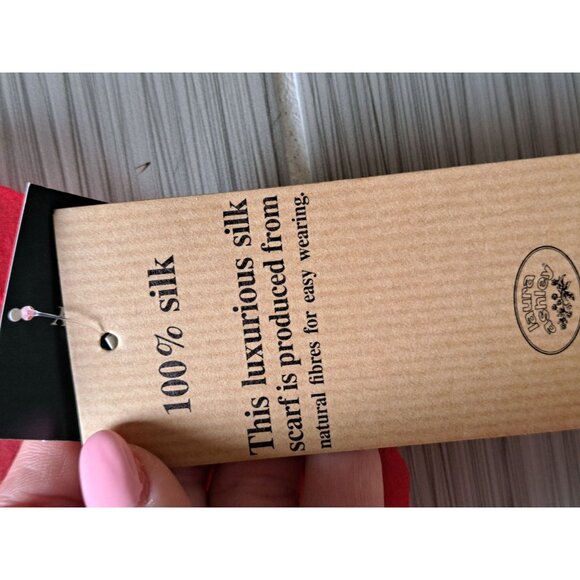 100% silk
This luxurious silk
scarf is produced from
natural fibres for easy wearing.
laura
ashley